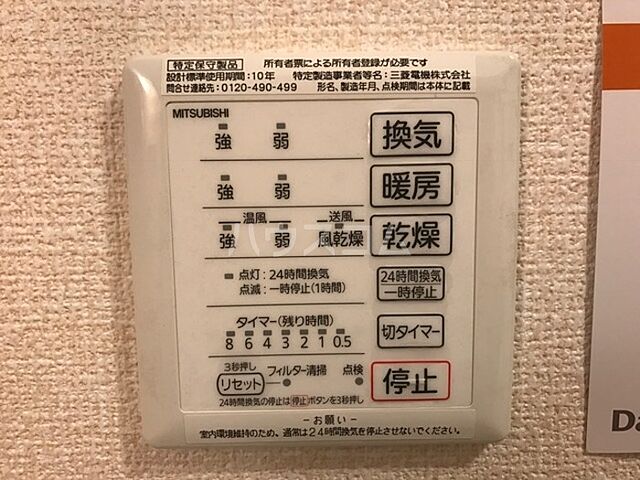 特定保守製品 所有者票による所有者登録が必要です
設計標準使用期間:10年 特定製造事業者等名:三菱電機株式会社
問合せ連絡先:0120-490-499 形名、製造年月、点検期間は本体に記載
MITSUBISHI
強 弱 換気
強 弱 暖房
温風 送風
強 弱 風乾燥 乾燥
点灯:24時間換気
点滅:一時停止(1時間)
24時間換気
一時停止
タイマー(残り時間)
8 6 4 3 2 1 0.5
切タイマー
3秒押し
リセット フィルター清掃 点検
停止
24時間換気の停止は停止ボタンを3秒押し
-お願い-
室内環境維持のため、通常は24時間換気を停止させないでください。
Da